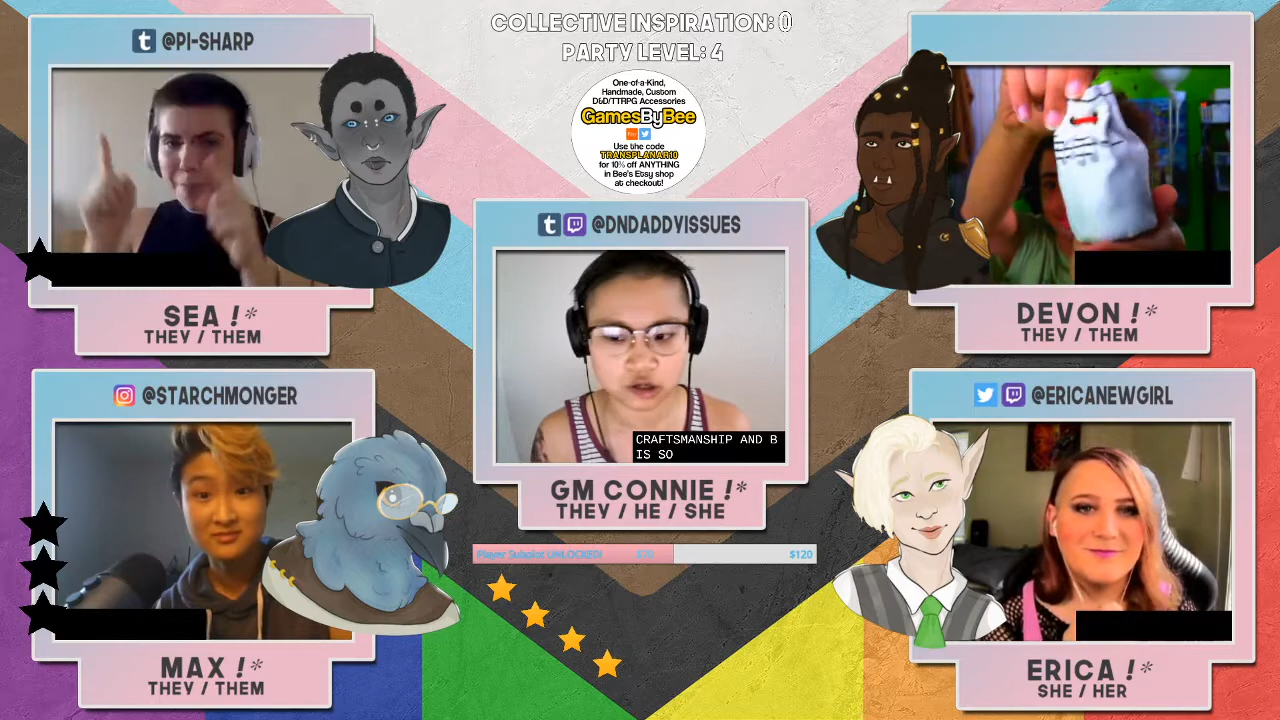 @PI-SHARP
SEA !*
THEY / THEM
COLLECTIVE INSPIRATION: 0
PARTY LEVEL: 4
One-of-a-Kind,
Handmade, Custom
D&D/TTRPG Accessories
GamesByBee
Use the code
TRANSPLANAR10
for 10% off ANYTHING
in Bee's Etsy shop
at checkout!
DEVON !*
THEY / THEM
@DNDADDYISSUES
CRAFTSMANSHIP AND B
IS SO
GM CONNIE !*
THEY / HE / SHE
@STARCHMONGER
MAX !*
THEY / THEM
Player Subplot UNLOCKED! $70 $120
@ERICANEWGIRL
ERICA !*
SHE / HER